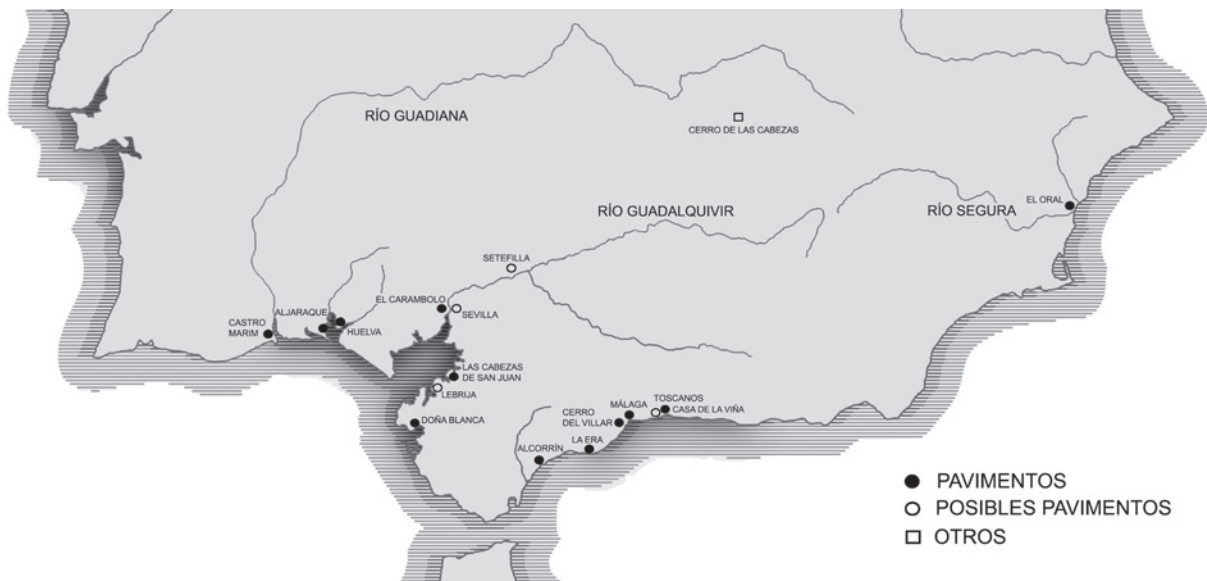 RÍO GUADIANA
CERRO DE LAS CABEZAS
RÍO GUADALQUIVIR
RÍO SEGURA
EL ORAL
SETEFILLA
EL CARAMBOLO
SEVILLA
ALJARAQUE
HUELVA
CASTRO
MARIM
LAS CABEZAS
DE SAN JUAN
LEBRIJA
DOÑA BLANCA
MÁLAGA
TOSCANOS
CASA DE LA VIÑA
CERRO
DEL VILLAR
LA ERA
ALCORRÍN
PAVIMENTOS
POSIBLES PAVIMENTOS
OTROS